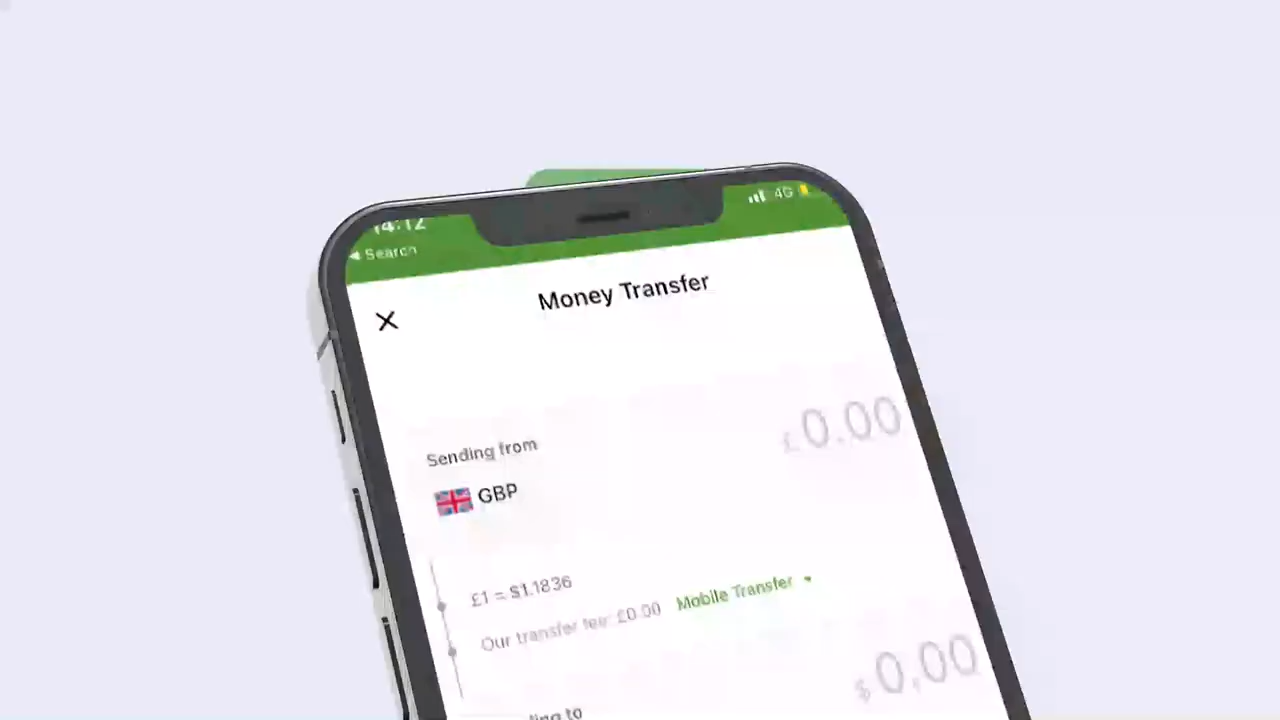 14:12
4G
◀ Search
Money Transfer
Sending from
£0.00
GBP
£1 = $1.1836
Our transfer fee: £0.00 Mobile Transfer
$0.00
to